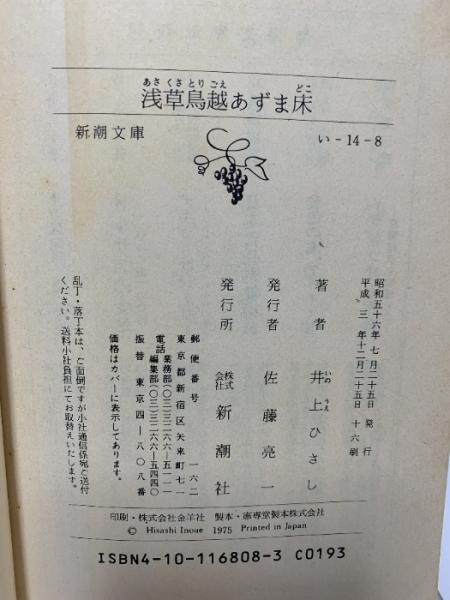 あさくさとりごえ どこ
浅草鳥越あずま床
新潮文庫
い-14-8
昭和五十六年七月二十五日 発行
平成三年十二月二十五日 十六刷
著者 井上ひさし
いの うえ
発行者 佐藤亮一
発行所 株式会社 新潮社
郵便番号 一六二
東京都新宿区矢来町七一
電話 業務部(〇三)三二六六―五一一一
編集部(〇三)三二六六―五四四〇
振替 東京四―八〇八番
価格はカバーに表示してあります。
乱丁・落丁本は、ご面倒ですが小社通信係宛ご送付
ください。送料小社負担にてお取替えいたします。
印刷・株式会社金羊社 製本・憲専堂製本株式会社
© Hisashi Inoue 1975 Printed in Japan
ISBN4-10-116808-3 C0193